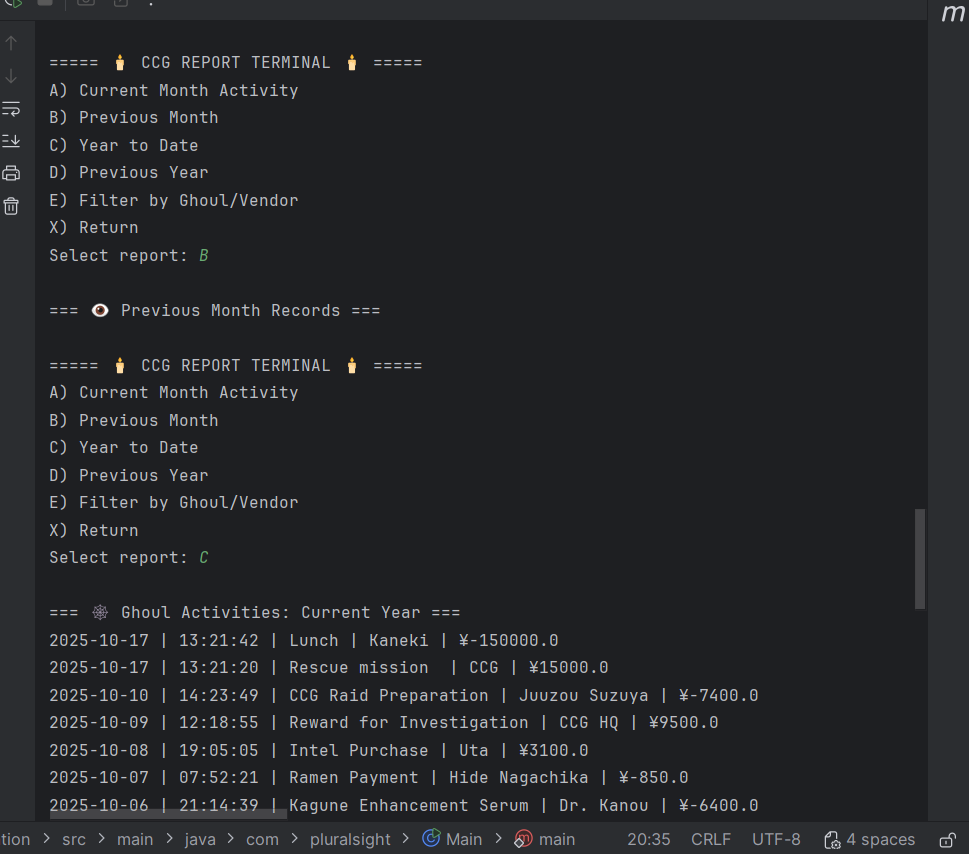 m
===== 🕯️ CCG REPORT TERMINAL 🕯️ =====
A) Current Month Activity
B) Previous Month
C) Year to Date
D) Previous Year
E) Filter by Ghoul/Vendor
X) Return
Select report: B
=== 👁️ Previous Month Records ===
===== 🕯️ CCG REPORT TERMINAL 🕯️ =====
A) Current Month Activity
B) Previous Month
C) Year to Date
D) Previous Year
E) Filter by Ghoul/Vendor
X) Return
Select report: C
=== 🕸️ Ghoul Activities: Current Year ===
2025-10-17 | 13:21:42 | Lunch | Kaneki | ¥-150000.0
2025-10-17 | 13:21:20 | Rescue mission  | CCG | ¥15000.0
2025-10-10 | 14:23:49 | CCG Raid Preparation | Juuzou Suzuya | ¥-7400.0
2025-10-09 | 12:18:55 | Reward for Investigation | CCG HQ | ¥9500.0
2025-10-08 | 19:05:05 | Intel Purchase | Uta | ¥3100.0
2025-10-07 | 07:52:21 | Ramen Payment | Hide Nagachika | ¥-850.0
2025-10-06 | 21:14:39 | Kagune Enhancement Serum | Dr. Kanou | ¥-6400.0
tion > src > main > java > com > pluralsight > Main > main 20:35 CRLF UTF-8 4 spaces